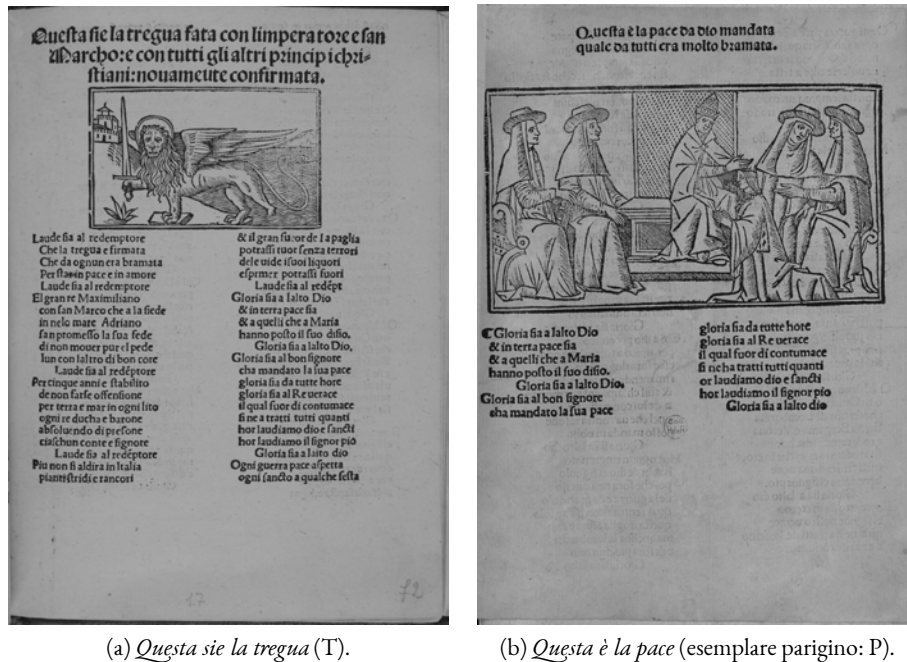 Questa sie la tregua fata con limperatore e san
Marcho: e con tutti gli altri principi chri-
stiani: nouameute confirmata.
Laude sia al redemptore
Che la tregua e firmata
Che da ognun era bramata
Per star in pace e in amore
Laude sia al redemptore
El gran re Maximiliano
con san Marco che a la siede
in nelo mare Adriano
san promesso la sua fede
di non mouer pur el pede
lun con laltro di bon core
Laude sia al redẽptore
Per cinque anni e stabilito
de non farse offensione
per terra e mar in ogni lito
ogni re ducha e barone
absoluendo di presone
ciaschun conte e signore
Laude sia al redẽptore
Piu non si aldira in Italia
pianti stridi e rancori
& il gran furor de la paglia
potrassi tuor senza terrori
dele uide i suoi liquori
esprimer potrassi fuori
Laude sia al redẽpt
Gloria sia a lalto Dio
& in terra pace sia
& a quelli che a Maria
hanno posto il suo disio.
Gloria sia a lalto Dio,
Gloria sia al bon signore
cha mandato la sua pace
gloria sia da tutte hore
gloria sia al Re uerace
il qual fuor di contumace
si ne a tratti tutti quanti
hor laudiamo dio e sancti
hor laudiamo il signor pio
Gloria sia a lalto dio
Ogni guerra pace aspetta
ogni sancto a qualche festa
17
72
(a) Questa sie la tregua (T).
Questa è la pace da dio mandata
quale da tutti era molto bramata.
¶ Gloria sia a lalto Dio
& in terra pace sia
& a quelli che a Maria
hanno posto il suo disio.
Gloria sia a lalto Dio.
Gloria sia al bon signore
cha mandato la sua pace
gloria sia da tutte hore
gloria sia al Re uerace
il qual fuor di contumace
si ne ha tratti tutti quanti
or laudiamo dio e sancti
hor laudiamo il signor pio
Gloria sia a lalto dio
(b) Questa è la pace (esemplare parigino: P).